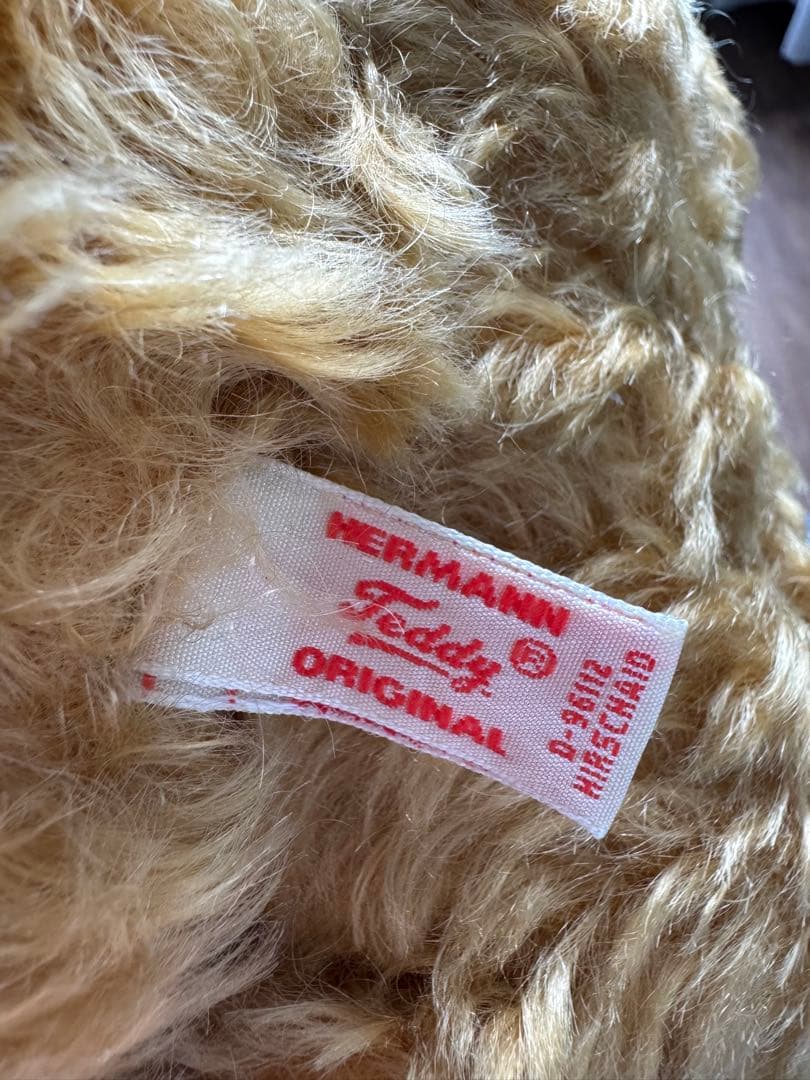 HERMANN
Teddy ®
ORIGINAL
D-96112
HIRSCHAID